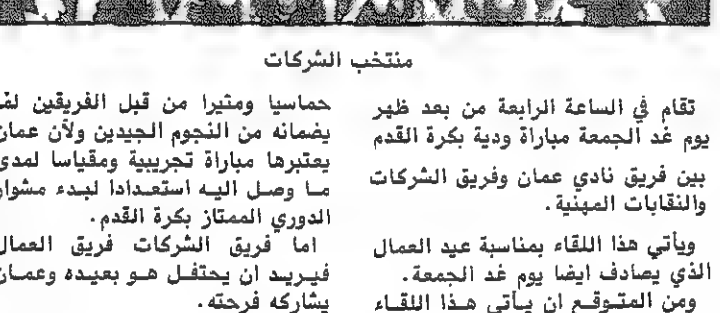 منتخب الشركات
تقام في الساعة الرابعة من بعد ظهر
يوم غد الجمعة مباراة ودية بكرة القدم
بين فريق نادي عمان وفريق الشركات
والنقابات المهنية.
ويأتي هذا اللقاء بمناسبة عيد العمال
الذي يصادف ايضا يوم غد الجمعة.
ومن المتوقع ان يأتي هذا اللقاء
حماسيا ومثيرا من قبل الفريقين لمّا
يضمانه من النجوم الجيدين ولأن عمان
يعتبرها مباراة تجريبية ومقياسا لمدى
ما وصل اليه استعدادا لبدء مشوار
الدوري الممتاز بكرة القدم.
اما فريق الشركات فريق العمال
فيريد ان يحتفل هو بعيده وعمان
يشاركه فرحته.